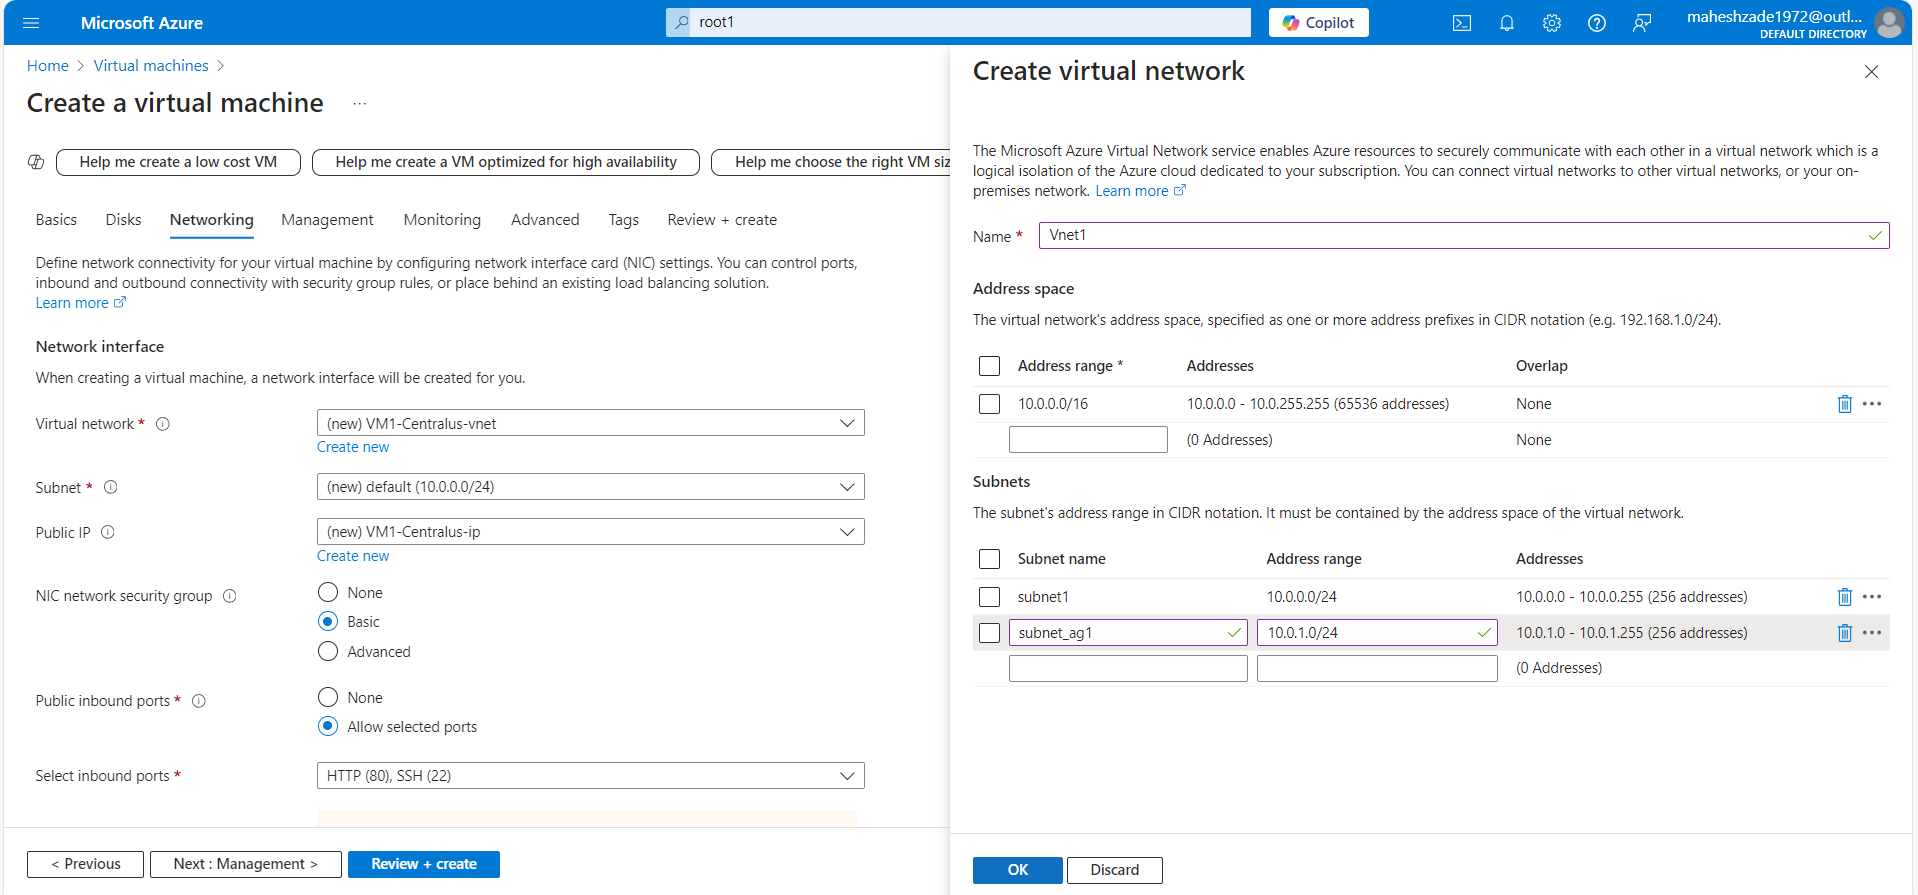 Microsoft Azure
root1
Copilot
maheshzade1972@outl...
DEFAULT DIRECTORY
Home > Virtual machines >
Create a virtual machine ...
Help me create a low cost VM
Help me create a VM optimized for high availability
Help me choose the right VM siz
Basics Disks Networking Management Monitoring Advanced Tags Review + create
Define network connectivity for your virtual machine by configuring network interface card (NIC) settings. You can control ports,
inbound and outbound connectivity with security group rules, or place behind an existing load balancing solution.
Learn more
Network interface
When creating a virtual machine, a network interface will be created for you.
Virtual network *
(new) VM1-Centralus-vnet
Create new
Subnet *
(new) default (10.0.0.0/24)
Public IP
(new) VM1-Centralus-ip
Create new
NIC network security group
None
Basic
Advanced
Public inbound ports *
None
Allow selected ports
Select inbound ports *
HTTP (80), SSH (22)
< Previous
Next : Management >
Review + create
Create virtual network
The Microsoft Azure Virtual Network service enables Azure resources to securely communicate with each other in a virtual network which is a
logical isolation of the Azure cloud dedicated to your subscription. You can connect virtual networks to other virtual networks, or your on-
premises network. Learn more
Name *
Vnet1
Address space
The virtual network's address space, specified as one or more address prefixes in CIDR notation (e.g. 192.168.1.0/24).
Address range * Addresses Overlap
10.0.0.0/16 10.0.0.0 - 10.0.255.255 (65536 addresses) None
(0 Addresses) None
Subnets
The subnet's address range in CIDR notation. It must be contained by the address space of the virtual network.
Subnet name Address range Addresses
subnet1 10.0.0.0/24 10.0.0.0 - 10.0.0.255 (256 addresses)
subnet_ag1 10.0.1.0/24 10.0.1.0 - 10.0.1.255 (256 addresses)
(0 Addresses)
OK
Discard